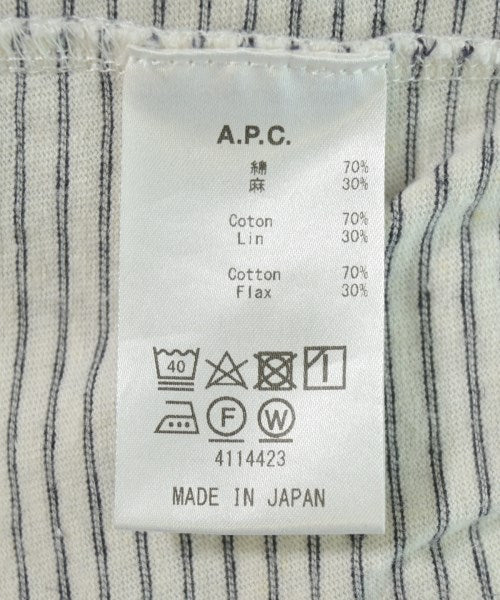 A.P.C.
綿 70%
麻 30%
Coton 70%
Lin 30%
Cotton 70%
Flax 30%
40
F W
4114423
MADE IN JAPAN